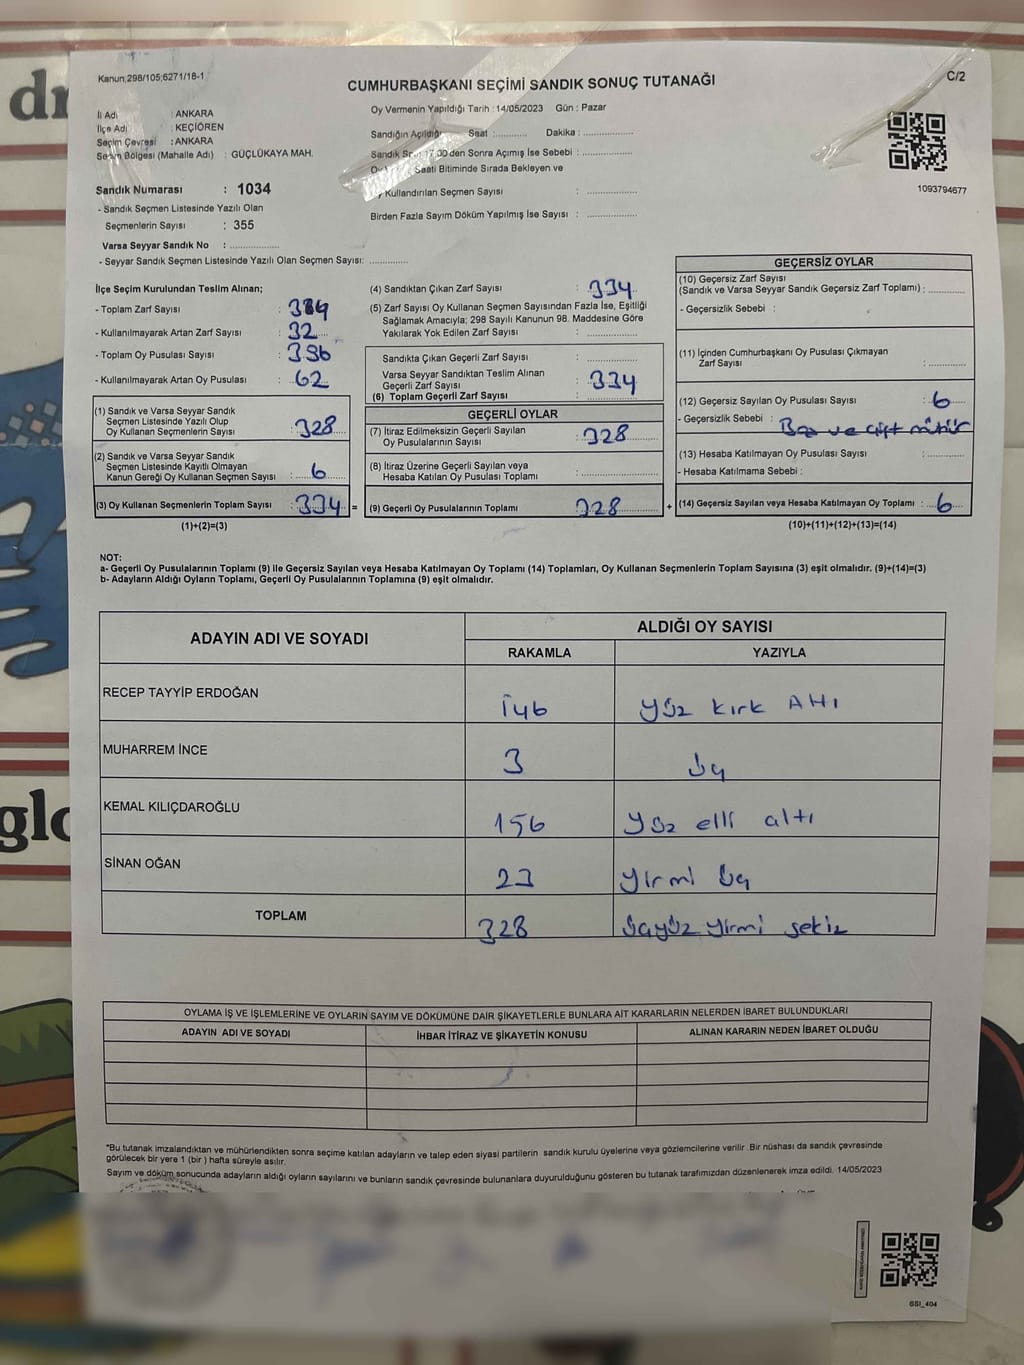 Kanun;298/105;6271/18-1
CUMHURBAŞKANI SEÇİMİ SANDIK SONUÇ TUTANAĞI
C/2
İl Adı : ANKARA
İlçe Adı : KEÇİÖREN
Seçim Çevresi : ANKARA
Seçim Bölgesi (Mahalle Adı) : GÜÇLÜKAYA MAH.
Sandık Numarası : 1034
- Sandık Seçmen Listesinde Yazılı Olan
Seçmenlerin Sayısı : 355
Varsa Seyyar Sandık No : ............
- Seyyar Sandık Seçmen Listesinde Yazılı Olan Seçmen Sayısı: ............
Oy Vermenin Yapıldığı Tarih : 14/05/2023 Gün : Pazar
Sandığın Açıldığı Saat :.......... Dakika : ...............
Sandık 17.00 den Sonra Açımış İse Sebebi : ...............
Saati Bitiminde Sırada Bekleyen ve
Kullandırılan Seçmen Sayısı : ...............
Birden Fazla Sayım Döküm Yapılmış İse Sayısı : ...............
1093794677
İlçe Seçim Kurulundan Teslim Alınan;
- Toplam Zarf Sayısı :
- Kullanılmayarak Artan Zarf Sayısı : 32
- Toplam Oy Pusulası Sayısı :
- Kullanılmayarak Artan Oy Pusulası : 62
(1) Sandık ve Varsa Seyyar Sandık
Seçmen Listesinde Yazılı Olup
Oy Kullanan Seçmenlerin Sayısı : 328
(2) Sandık ve Varsa Seyyar Sandık
Seçmen Listesinde Kayıtlı Olmayan
Kanun Gereği Oy Kullanan Seçmen Sayısı : 6
(3) Oy Kullanan Seçmenlerin Toplam Sayısı : 334 =
(1)+(2)=(3)
(4) Sandıktan Çıkan Zarf Sayısı : 334
(5) Zarf Sayısı Oy Kullanan Seçmen Sayısından Fazla İse, Eşitliği
Sağlamak Amacıyla; 298 Sayılı Kanunun 98. Maddesine Göre
Yakılarak Yok Edilen Zarf Sayısı : ...............
Sandıkta Çıkan Geçerli Zarf Sayısı : ...............
Varsa Seyyar Sandıktan Teslim Alınan
Geçerli Zarf Sayısı : 334
(6) Toplam Geçerli Zarf Sayısı : ...............
GEÇERLİ OYLAR
(7) İtiraz Edilmeksizin Geçerli Sayılan
Oy Pusulalarının Sayısı : 328
(8) İtiraz Üzerine Geçerli Sayılan veya
Hesaba Katılan Oy Pusulası Toplamı : ...............
(9) Geçerli Oy Pusulalarının Toplamı : 328 +
GEÇERSİZ OYLAR
(10) Geçersiz Zarf Sayısı
(Sandık ve Varsa Seyyar Sandık Geçersiz Zarf Toplamı) : ..........
- Geçersizlik Sebebi :
(11) İçinden Cumhurbaşkanı Oy Pusulası Çıkmayan
Zarf Sayısı : ..........
(12) Geçersiz Sayılan Oy Pusulası Sayısı : 6
- Geçersizlik Sebebi : Boş ve çift mühür
(13) Hesaba Katılmayan Oy Pusulası Sayısı : ..........
- Hesaba Katılmama Sebebi :
(14) Geçersiz Sayılan veya Hesaba Katılmayan Oy Toplamı : 6
(10)+(11)+(12)+(13)=(14)
NOT:
a- Geçerli Oy Pusulalarının Toplamı (9) ile Geçersiz Sayılan veya Hesaba Katılmayan Oy Toplamı (14) Toplamları, Oy Kullanan Seçmenlerin Toplam Sayısına (3) eşit olmalıdır. (9)+(14)=(3)
b- Adayların Aldığı Oyların Toplamı, Geçerli Oy Pusulalarının Toplamına (9) eşit olmalıdır.
ADAYIN ADI VE SOYADI
ALDIĞI OY SAYISI
RAKAMLA YAZIYLA
RECEP TAYYİP ERDOĞAN 146 yüz kırk Altı
MUHARREM İNCE 3 üç
KEMAL KILIÇDAROĞLU 156 yüz elli altı
SİNAN OĞAN 23 yirmi üç
TOPLAM 328 üçyüz yirmi sekiz
OYLAMA İŞ VE İŞLEMLERİNE VE OYLARIN SAYIM VE DÖKÜMÜNE DAİR ŞİKAYETLERLE BUNLARA AİT KARARLARIN NELERDEN İBARET BULUNDUKLARI
ADAYIN ADI VE SOYADI İHBAR İTİRAZ VE ŞİKAYETİN KONUSU ALINAN KARARIN NEDEN İBARET OLDUĞU
*Bu tutanak imzalandıktan ve mühürlendikten sonra seçime katılan adayların ve talep eden siyasi partilerin sandık kurulu üyelerine veya gözlemcilerine verilir .Bir nüshası da sandık çevresinde
görülecek bir yere 1 (bir ) hafta süreyle asılır.
Sayım ve döküm sonucunda adayların aldığı oyların sayılarını ve bunların sandık çevresinde bulunanlara duyurulduğunu gösteren bu tutanak tarafımızdan düzenlenerek imza edildi. 14/05/2023
SSI_404